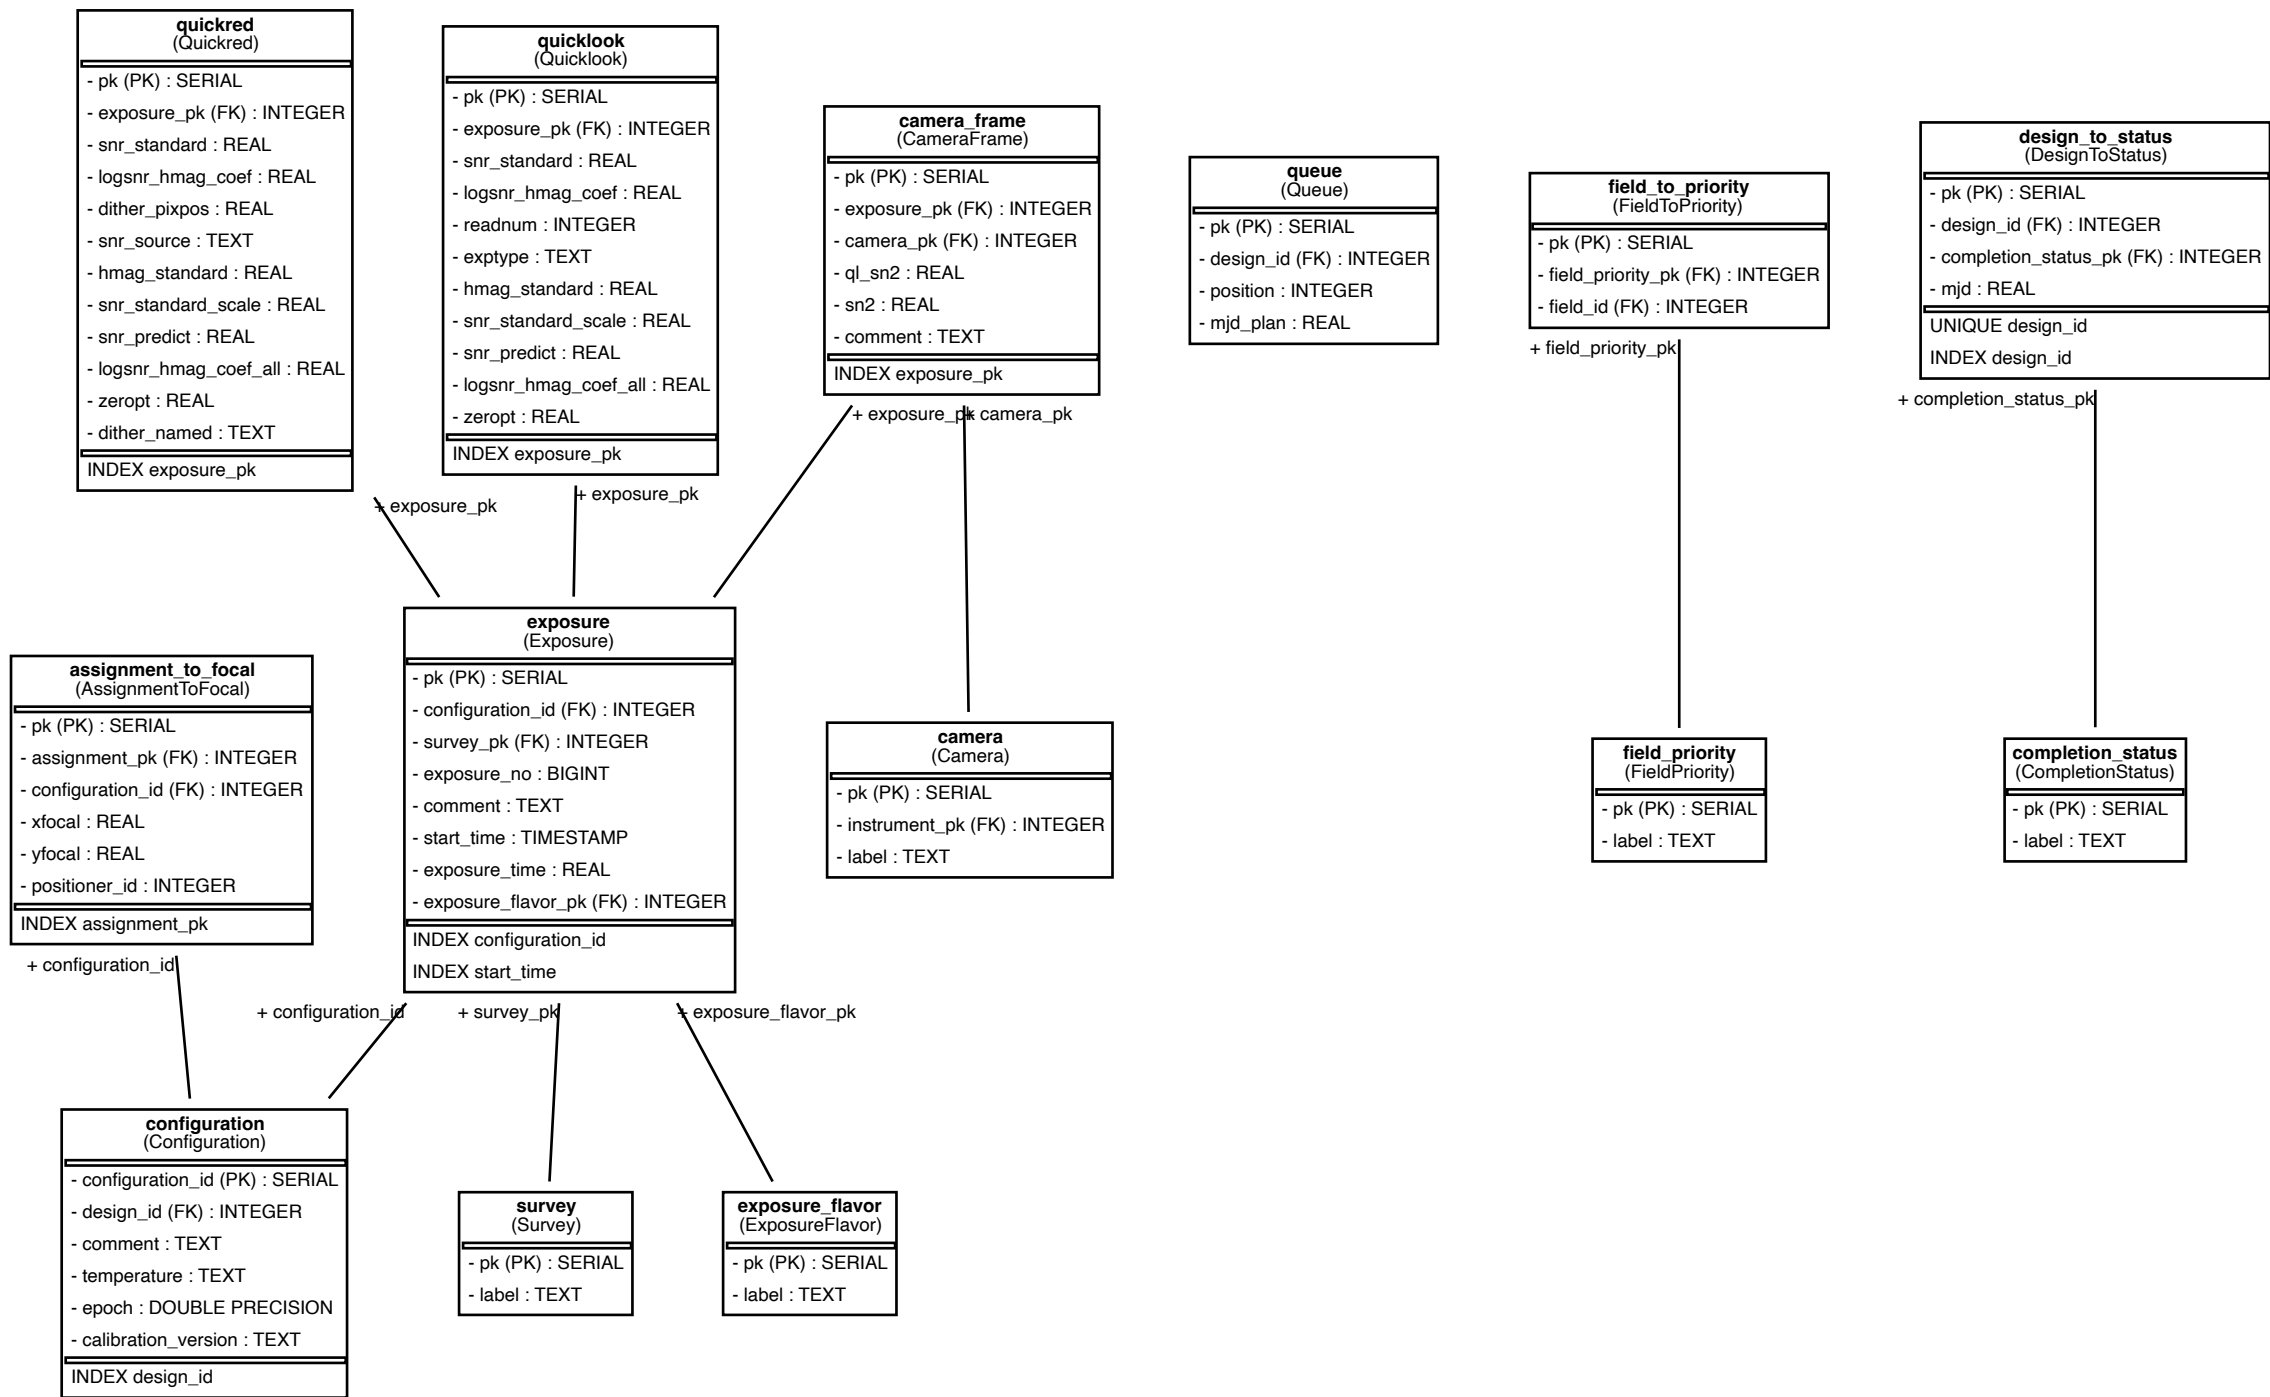 quickred
(Quickred)
- pk (PK) : SERIAL
- exposure_pk (FK) : INTEGER
- snr_standard : REAL
- logsnr_hmag_coef : REAL
- dither_pixpos : REAL
- snr_source : TEXT
- hmag_standard : REAL
- snr_standard_scale : REAL
- snr_predict : REAL
- logsnr_hmag_coef_all : REAL
- zeropt : REAL
- dither_named : TEXT
INDEX exposure_pk
+ exposure_pk
quicklook
(Quicklook)
- pk (PK) : SERIAL
- exposure_pk (FK) : INTEGER
- snr_standard : REAL
- logsnr_hmag_coef : REAL
- readnum : INTEGER
- exptype : TEXT
- hmag_standard : REAL
- snr_standard_scale : REAL
- snr_predict : REAL
- logsnr_hmag_coef_all : REAL
- zeropt : REAL
INDEX exposure_pk
+ exposure_pk
camera_frame
(CameraFrame)
- pk (PK) : SERIAL
- exposure_pk (FK) : INTEGER
- camera_pk (FK) : INTEGER
- ql_sn2 : REAL
- sn2 : REAL
- comment : TEXT
INDEX exposure_pk
+ exposure_pk
+ camera_pk
queue
(Queue)
- pk (PK) : SERIAL
- design_id (FK) : INTEGER
- position : INTEGER
- mjd_plan : REAL
field_to_priority
(FieldToPriority)
- pk (PK) : SERIAL
- field_priority_pk (FK) : INTEGER
- field_id (FK) : INTEGER
+ field_priority_pk
design_to_status
(DesignToStatus)
- pk (PK) : SERIAL
- design_id (FK) : INTEGER
- completion_status_pk (FK) : INTEGER
- mjd : REAL
UNIQUE design_id
INDEX design_id
+ completion_status_pk
assignment_to_focal
(AssignmentToFocal)
- pk (PK) : SERIAL
- assignment_pk (FK) : INTEGER
- configuration_id (FK) : INTEGER
- xfocal : REAL
- yfocal : REAL
- positioner_id : INTEGER
INDEX assignment_pk
+ configuration_id
exposure
(Exposure)
- pk (PK) : SERIAL
- configuration_id (FK) : INTEGER
- survey_pk (FK) : INTEGER
- exposure_no : BIGINT
- comment : TEXT
- start_time : TIMESTAMP
- exposure_time : REAL
- exposure_flavor_pk (FK) : INTEGER
INDEX configuration_id
INDEX start_time
+ configuration_id
+ survey_pk
+ exposure_flavor_pk
camera
(Camera)
- pk (PK) : SERIAL
- instrument_pk (FK) : INTEGER
- label : TEXT
field_priority
(FieldPriority)
- pk (PK) : SERIAL
- label : TEXT
completion_status
(CompletionStatus)
- pk (PK) : SERIAL
- label : TEXT
configuration
(Configuration)
- configuration_id (PK) : SERIAL
- design_id (FK) : INTEGER
- comment : TEXT
- temperature : TEXT
- epoch : DOUBLE PRECISION
- calibration_version : TEXT
INDEX design_id
survey
(Survey)
- pk (PK) : SERIAL
- label : TEXT
exposure_flavor
(ExposureFlavor)
- pk (PK) : SERIAL
- label : TEXT